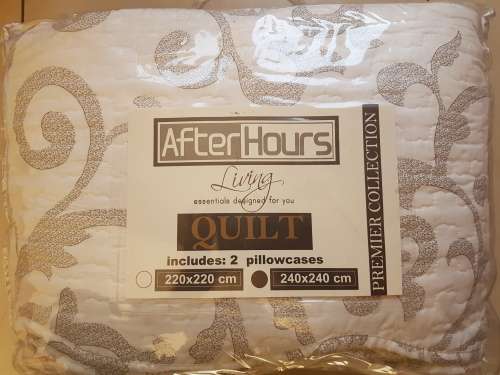 AfterHours
Living
essentials designed for you
QUILT
includes: 2 pillowcases
220x220 cm
240x240 cm
PREMIER COLLECTION